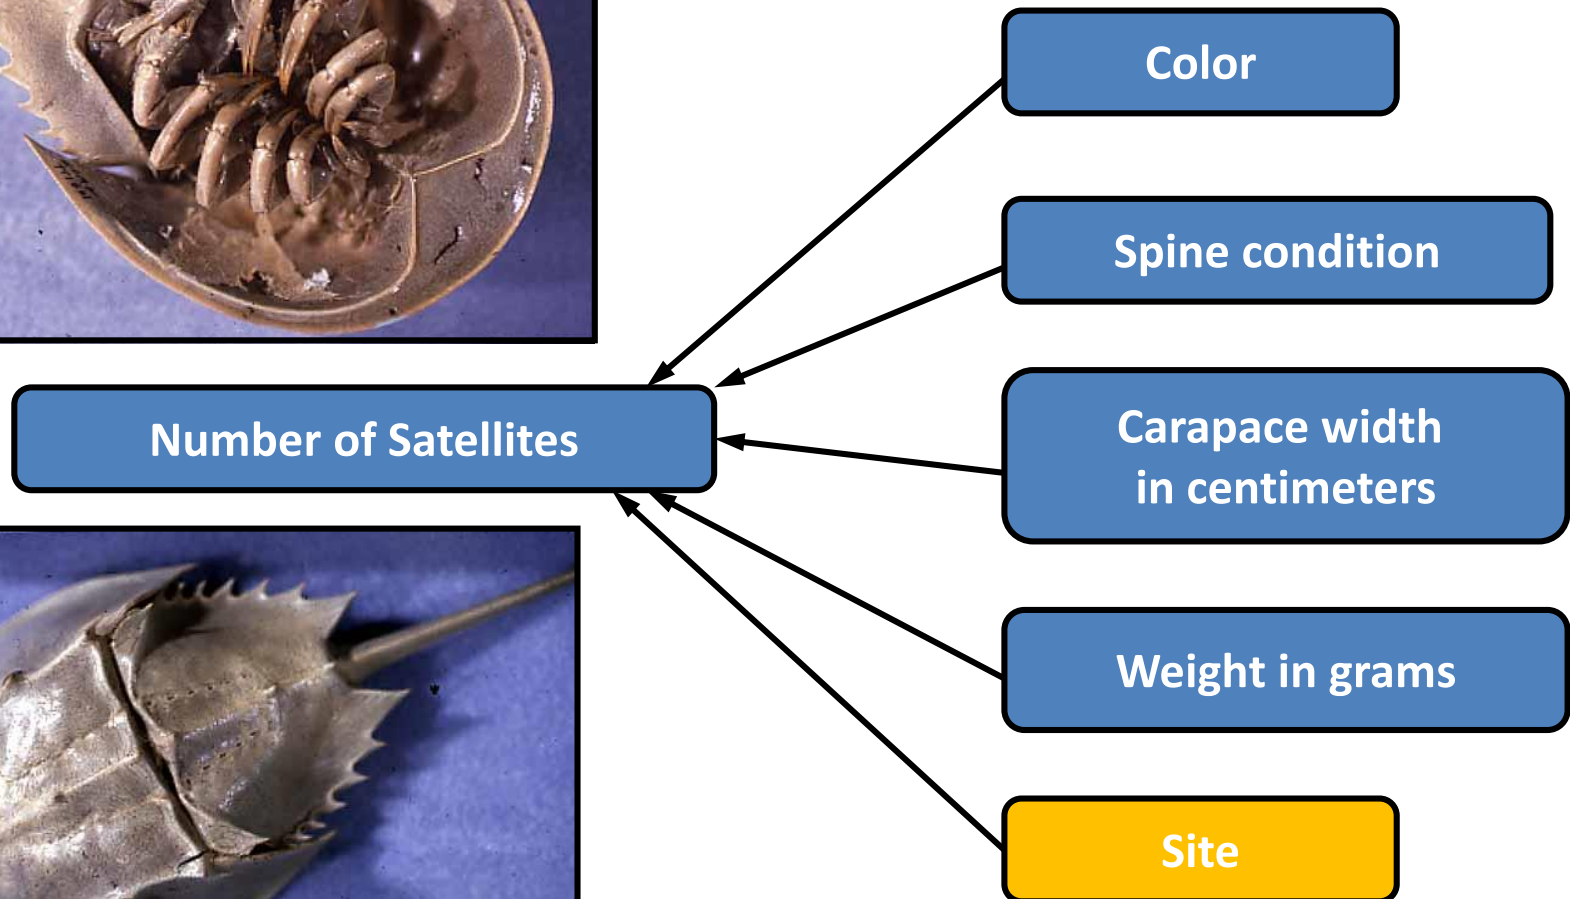 Color
Spine condition
Number of Satellites
Carapace width
in centimeters
Weight in grams
Site